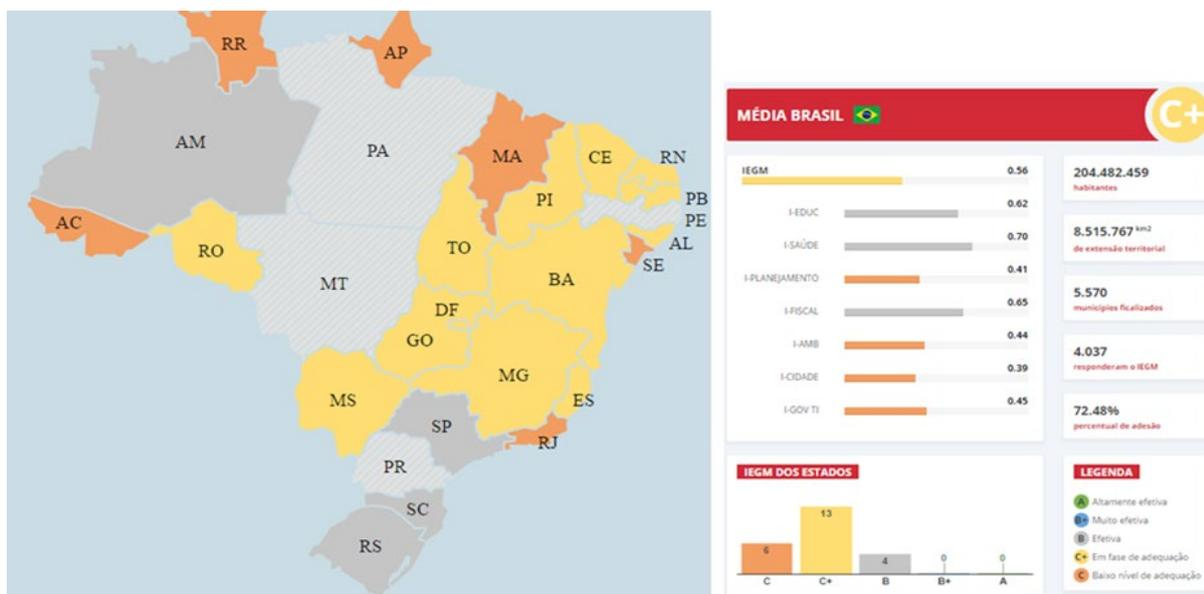 RR
AP
AM
PA
MA
CE
RN
PI
PB
PE
AC
AL
RO
TO
SE
BA
MT
DF
GO
MG
MS
ES
SP
RJ
PR
SC
RS
MÉDIA BRASIL
C+
IEGM 0.56
I-EDUC 0.62
I-SAÚDE 0.70
I-PLANEJAMENTO 0.41
I-FISCAL 0.65
I-AMB 0.44
I-CIDADE 0.39
I-GOV TI 0.45
204.482.459
habitantes
8.515.767 km2
de extensão territorial
5.570
municípios ficalizados
4.037
responderam o IEGM
72.48%
percentual de adesão
IEGM DOS ESTADOS
6 13 4 0 0
C C+ B B+ A
LEGENDA
A Altamente efetiva
B+ Muito efetiva
B Efetiva
C+ Em fase de adequação
C Baixo nível de adequação